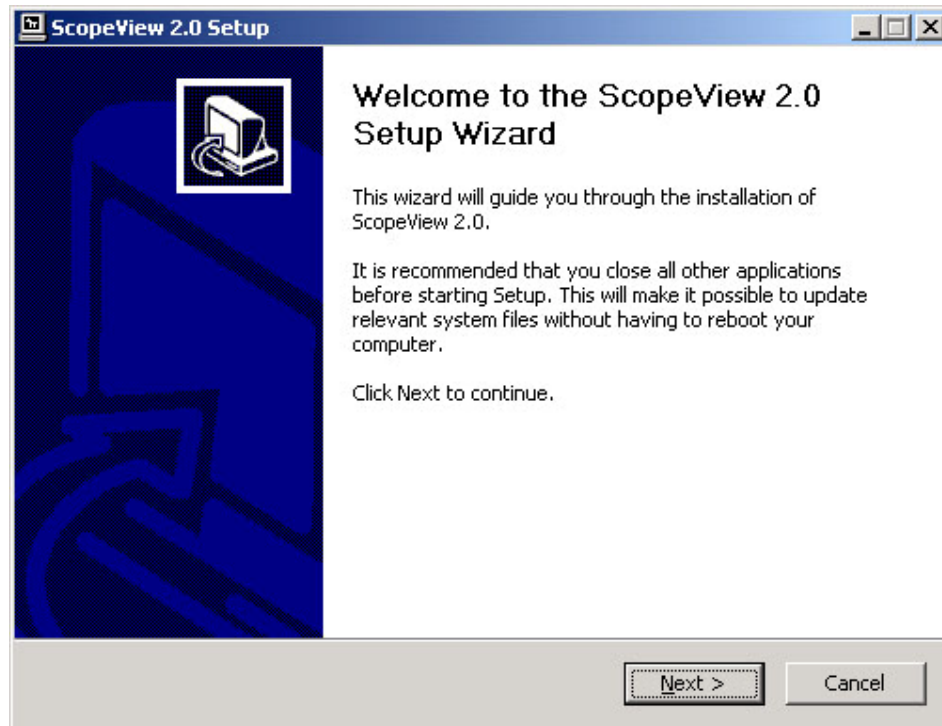 ScopeView 2.0 Setup
Welcome to the ScopeView 2.0
Setup Wizard
This wizard will guide you through the installation of
ScopeView 2.0.
It is recommended that you close all other applications
before starting Setup. This will make it possible to update
relevant system files without having to reboot your
computer.
Click Next to continue.
Next >
Cancel